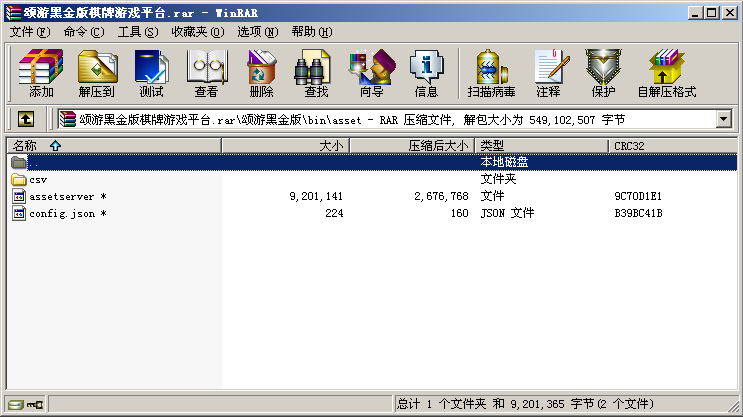 颂游黑金版棋牌游戏平台.rar - WinRAR
文件(F) 命令(C) 工具(S) 收藏夹(O) 选项(N) 帮助(H)
添加 解压到 测试 查看 删除 查找 向导 信息 扫描病毒 注释 保护 自解压格式
颂游黑金版棋牌游戏平台.rar\颂游黑金版\bin\asset - RAR 压缩文件, 解包大小为 549,102,507 字节
名称 大小 压缩后大小 类型 CRC32
.. 本地磁盘
csv 文件夹
assetserver * 9,201,141 2,676,768 文件 9C70D1E1
config.json * 224 160 JSON 文件 B39BC41B
总计 1 个文件夹 和 9,201,365 字节(2 个文件)